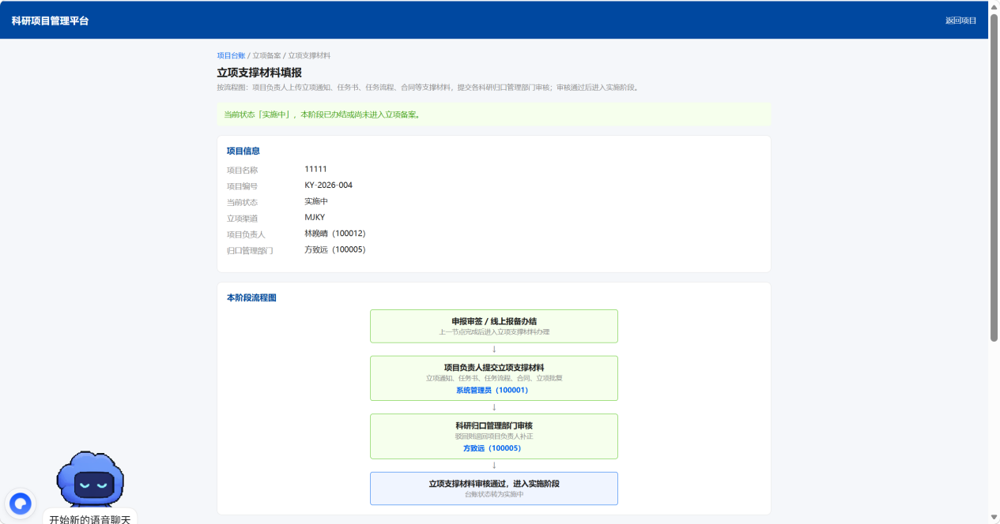 科研项目管理平台
返回项目
项目台账 / 立项备案 / 立项支撑材料
立项支撑材料填报
按流程图：项目负责人上传立项通知、任务书、任务流程、合同等支撑材料，提交各科研归口管理部门审核；审核通过后进入实施阶段。
当前状态「实施中」，本阶段已办结或尚未进入立项备案。
项目信息
项目名称 11111
项目编号 KY-2026-004
当前状态 实施中
立项渠道 MJKY
项目负责人 林晚晴（100012）
归口管理部门 方致远（100005）
本阶段流程图
申报审签 / 线上报备办结
上一节点完成后进入立项支撑材料办理
↓
项目负责人提交立项支撑材料
立项通知、任务书、任务流程、合同、立项批复
系统管理员（100001）
↓
科研归口管理部门审核
驳回则退回项目负责人补正
方致远（100005）
↓
立项支撑材料审核通过，进入实施阶段
台账状态转为实施中
开始新的语音聊天